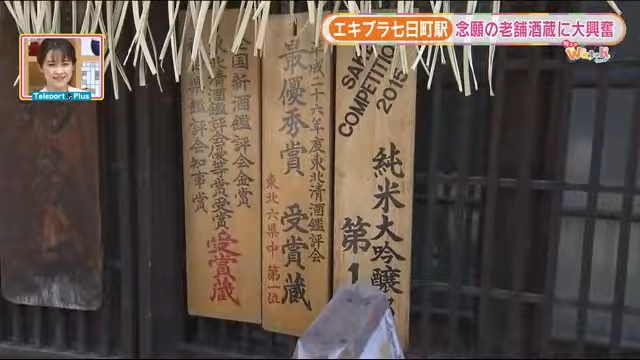 エキブラ七日町駅 念願の老舗酒蔵に大興奮
Teleport Plus
SAKE
COMPETITION
2015
純米大吟醸
第1
平成二十六年度東北清酒鑑評会
最優秀賞 受賞蔵
東北六県中 第一位
全国新酒鑑評会金賞
受賞蔵